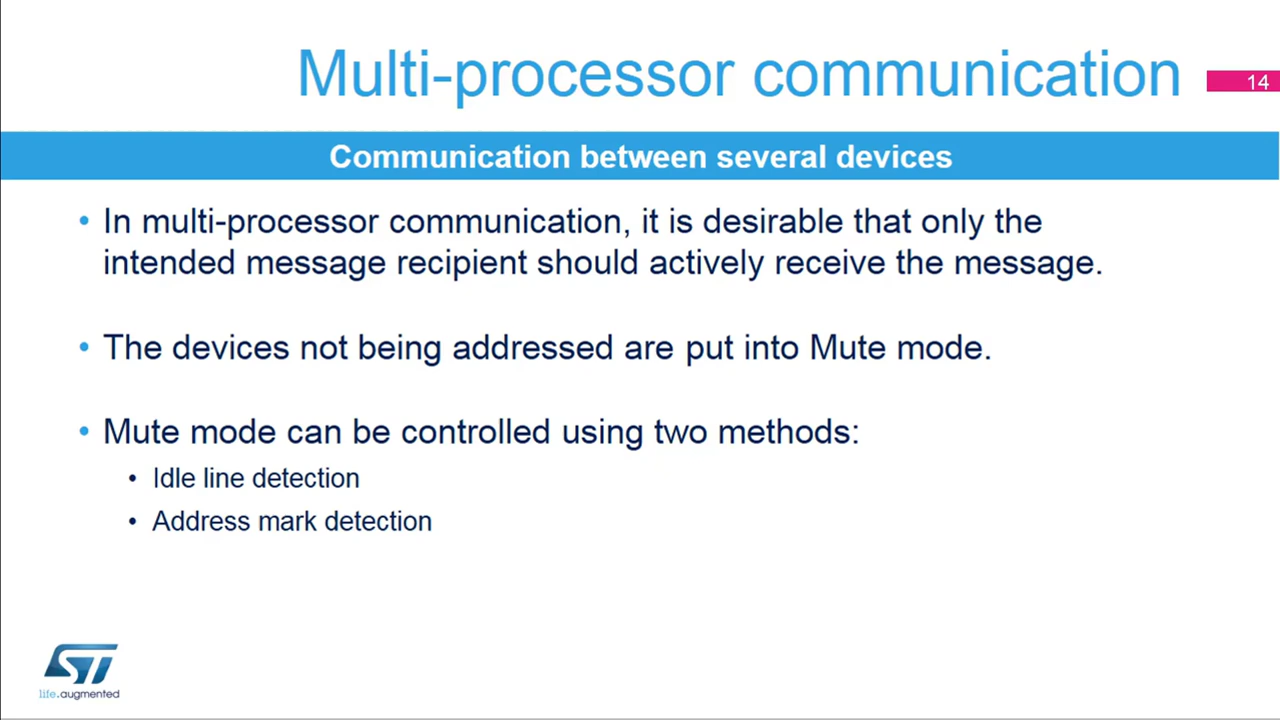 Multi-processor communication
14
Communication between several devices
• In multi-processor communication, it is desirable that only the
intended message recipient should actively receive the message.
• The devices not being addressed are put into Mute mode.
• Mute mode can be controlled using two methods:
• Idle line detection
• Address mark detection
ST
life.augmented